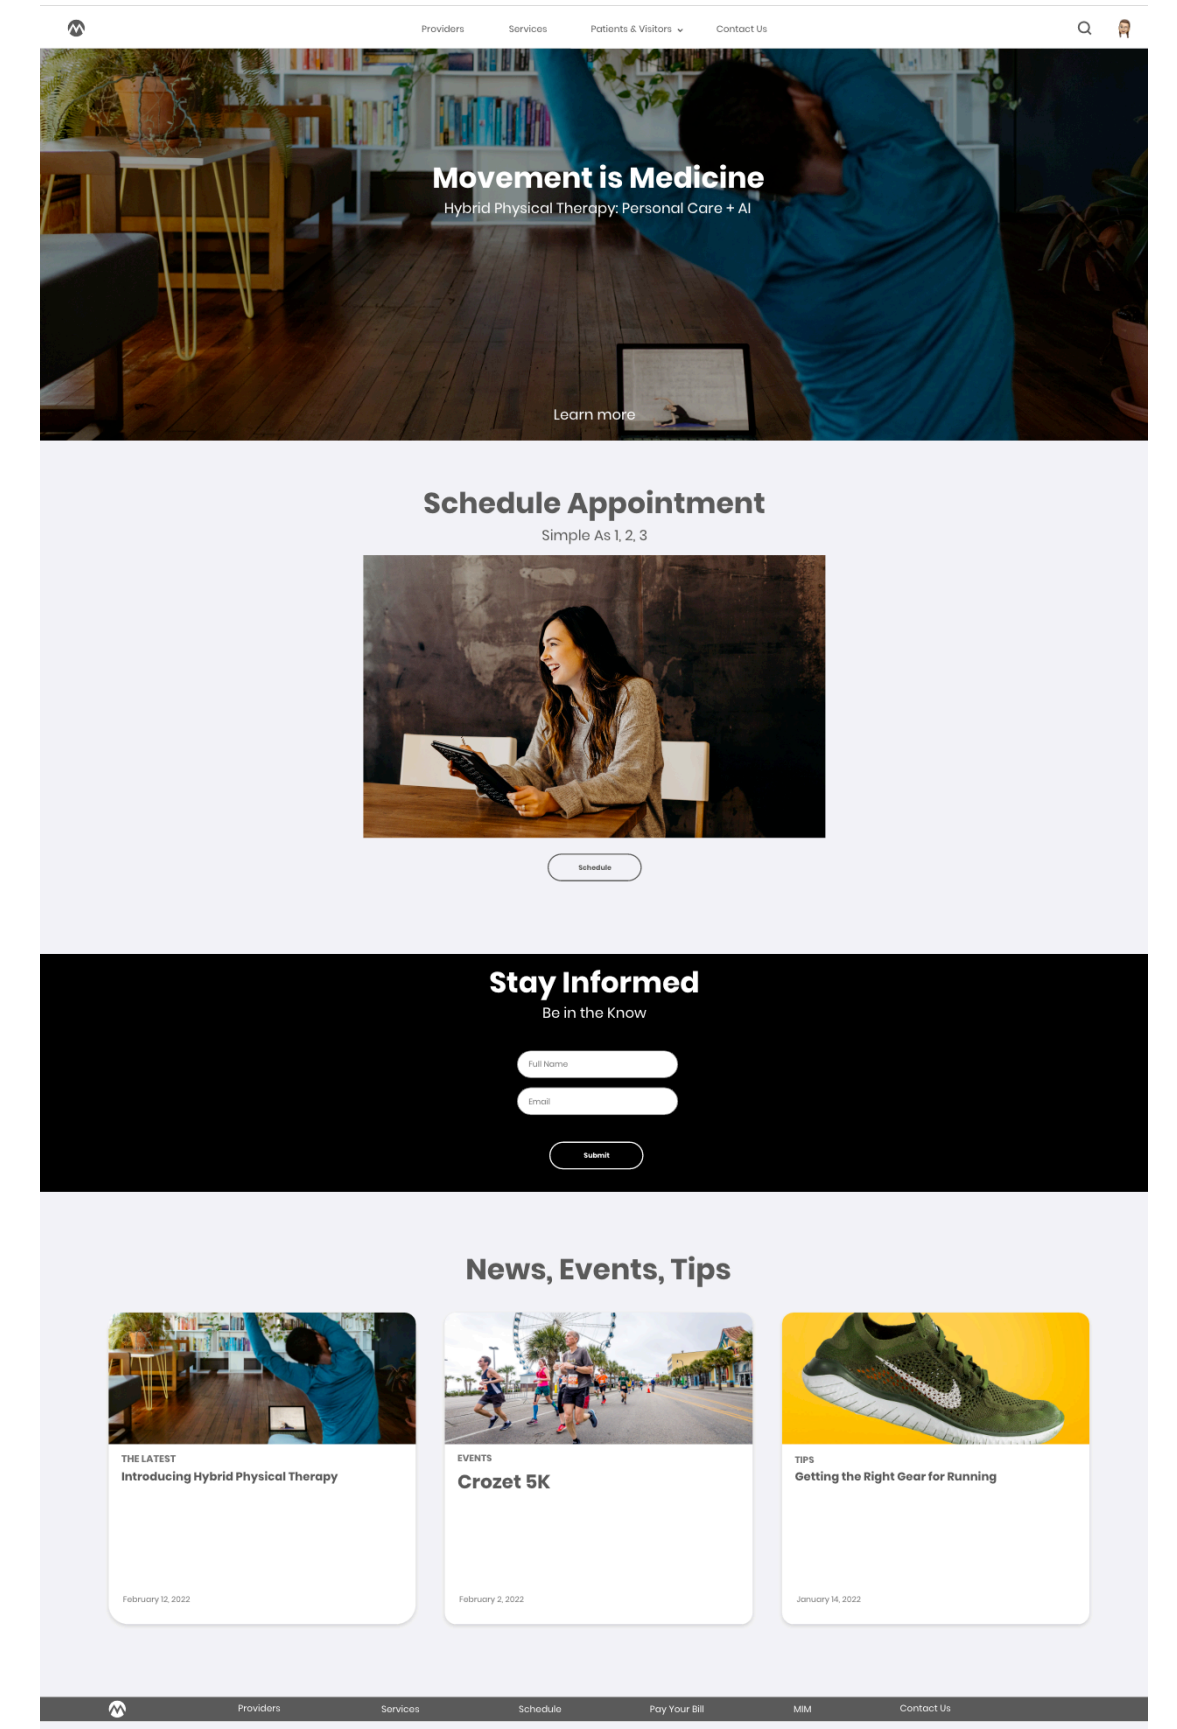 Providers
Services
Patients & Visitors
Contact Us
Movement is Medicine
Hybrid Physical Therapy: Personal Care + AI
Learn more
Schedule Appointment
Simple As 1, 2, 3
Schedule
Stay Informed
Be in the Know
Full Name
Email
Submit
News, Events, Tips
THE LATEST
Introducing Hybrid Physical Therapy
February 12, 2022
EVENTS
Crozet 5K
February 2, 2022
TIPS
Getting the Right Gear for Running
January 14, 2022
Providers
Services
Schedule
Pay Your Bill
MIM
Contact Us